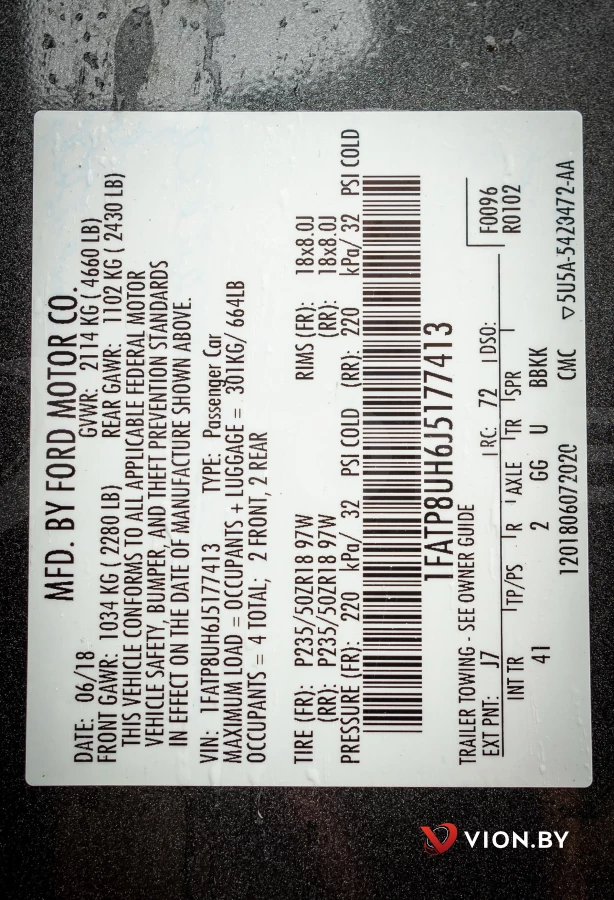 MFD. BY FORD MOTOR CO.
DATE: 06/18 GVWR: 2114 KG ( 4660 LB)
FRONT GAWR: 1034 KG ( 2280 LB) REAR GAWR: 1102 KG ( 2430 LB)
THIS VEHICLE CONFORMS TO ALL APPLICABLE FEDERAL MOTOR
VEHICLE SAFETY, BUMPER, AND THEFT PREVENTION STANDARDS
IN EFFECT ON THE DATE OF MANUFACTURE SHOWN ABOVE.
VIN: 1FATP8UH6J5177413 TYPE: Passenger Car
MAXIMUM LOAD = OCCUPANTS + LUGGAGE = 301KG/ 664LB
OCCUPANTS = 4 TOTAL; 2 FRONT, 2 REAR
TIRE (FR): P235/50ZR18 97W RIMS (FR): 18x8.0J
(RR): P235/50ZR18 97W (RR): 18x8.0J
PRESSURE (FR): 220 kPa/ 32 PSI COLD (RR): 220 kPa/ 32 PSI COLD
1FATP8UH6J5177413
TRAILER TOWING - SEE OWNER GUIDE
F0096
EXT PNT: J7 RC: 72 DSO: R0102
INT TR TP/PS R AXLE TR SPR
41 2 GG U BBKK
1201806072020 CMC ▽5U5A-5429472-AA
VION.BY